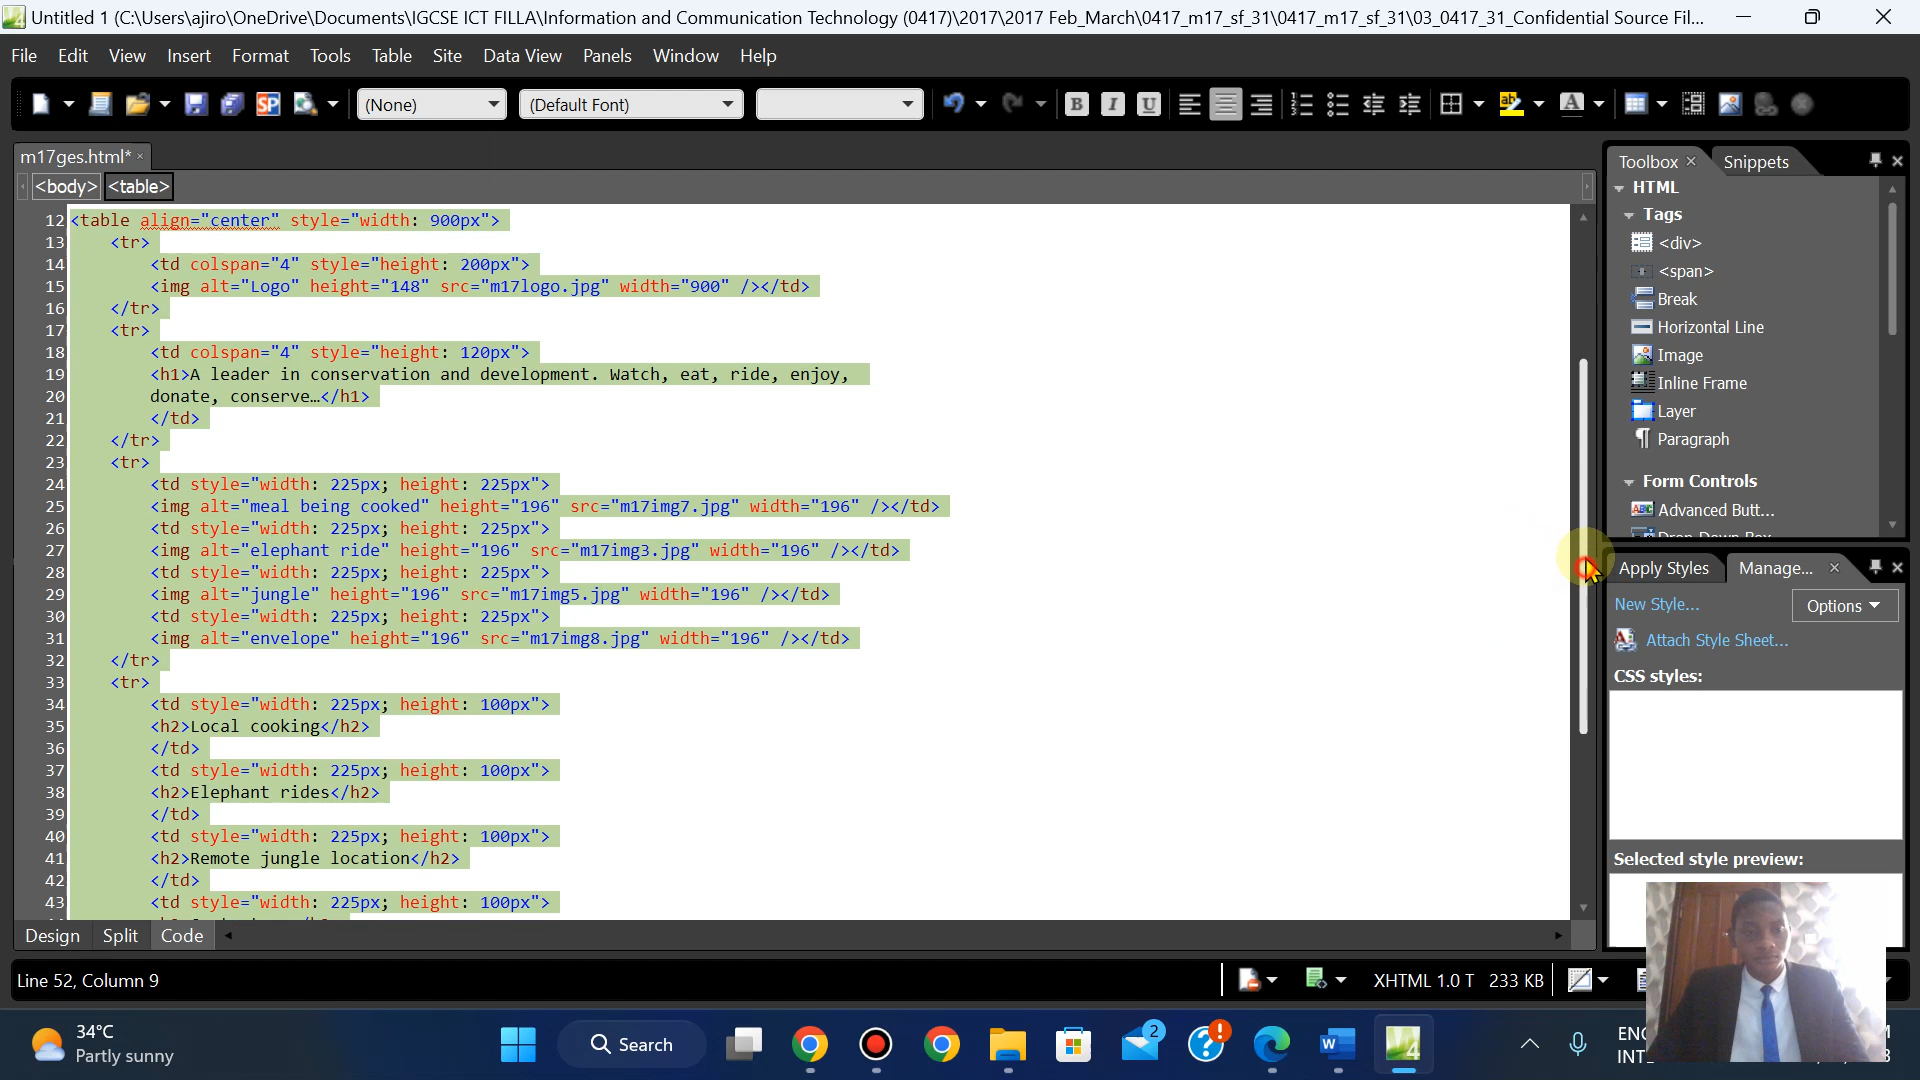 Untitled 1 (C:\Users\ajiro\OneDrive\Documents\IGCSE ICT FILLA\Information and Communication Technology (0417)\2017\2017 Feb_March\0417_m17_sf_31\0417_m17_sf_31\03_0417_31_Confidential Source Fil...
File Edit View Insert Format Tools Table Site Data View Panels Window Help
(None) (Default Font)
m17ges.html*
<body> <table>
12 <table align="center" style="width: 900px">
13 <tr>
14 <td colspan="4" style="height: 200px">
15 <img alt="Logo" height="148" src="m17logo.jpg" width="900" /></td>
16 </tr>
17 <tr>
18 <td colspan="4" style="height: 120px">
19 <h1>A leader in conservation and development. Watch, eat, ride, enjoy,
20 donate, conserve…</h1>
21 </td>
22 </tr>
23 <tr>
24 <td style="width: 225px; height: 225px">
25 <img alt="meal being cooked" height="196" src="m17img7.jpg" width="196" /></td>
26 <td style="width: 225px; height: 225px">
27 <img alt="elephant ride" height="196" src="m17img3.jpg" width="196" /></td>
28 <td style="width: 225px; height: 225px">
29 <img alt="jungle" height="196" src="m17img5.jpg" width="196" /></td>
30 <td style="width: 225px; height: 225px">
31 <img alt="envelope" height="196" src="m17img8.jpg" width="196" /></td>
32 </tr>
33 <tr>
34 <td style="width: 225px; height: 100px">
35 <h2>Local cooking</h2>
36 </td>
37 <td style="width: 225px; height: 100px">
38 <h2>Elephant rides</h2>
39 </td>
40 <td style="width: 225px; height: 100px">
41 <h2>Remote jungle location</h2>
42 </td>
43 <td style="width: 225px; height: 100px">
Design Split Code
Line 52, Column 9
XHTML 1.0 T 233 KB
Toolbox Snippets
HTML
Tags
<div>
<span>
Break
Horizontal Line
Image
Inline Frame
Layer
Paragraph
Form Controls
Advanced Butt...
Apply Styles Manage...
New Style... Options
Attach Style Sheet...
CSS styles:
Selected style preview:
34°C
Partly sunny
Search
2